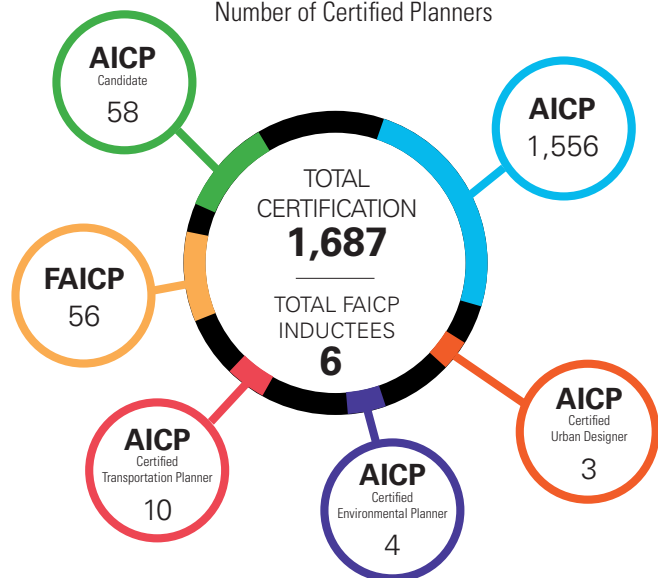 Number of Certified Planners
AICP
Candidate
58
AICP
1,556
TOTAL
CERTIFICATION
1,687
TOTAL FAICP
INDUCTEES
6
FAICP
56
AICP
Certified
Transportation Planner
10
AICP
Certified
Environmental Planner
4
AICP
Certified
Urban Designer
3